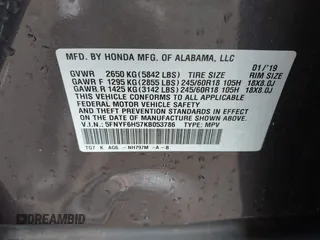 MFD. BY HONDA MFG. OF ALABAMA, LLC
01/'19
GVWR 2650 KG(5842 LBS) TIRE SIZE RIM SIZE
GAWR F 1295 KG(2855 LBS) 245/60R18 105H 18X8.0J
GAWR R 1425 KG(3142 LBS) 245/60R18 105H 18X8.0J
THIS VEHICLE CONFORMS TO ALL APPLICABLE
FEDERAL MOTOR VEHICLE SAFETY STANDARDS
IN EFFECT ON THE DATE OF MANUFACTURE SHOWN ABOVE.
V.I.N.: 5FNYF6H57KB053786 TYPE: MPV
TG7 K A06 - NH797M - A - B
DREAMBID